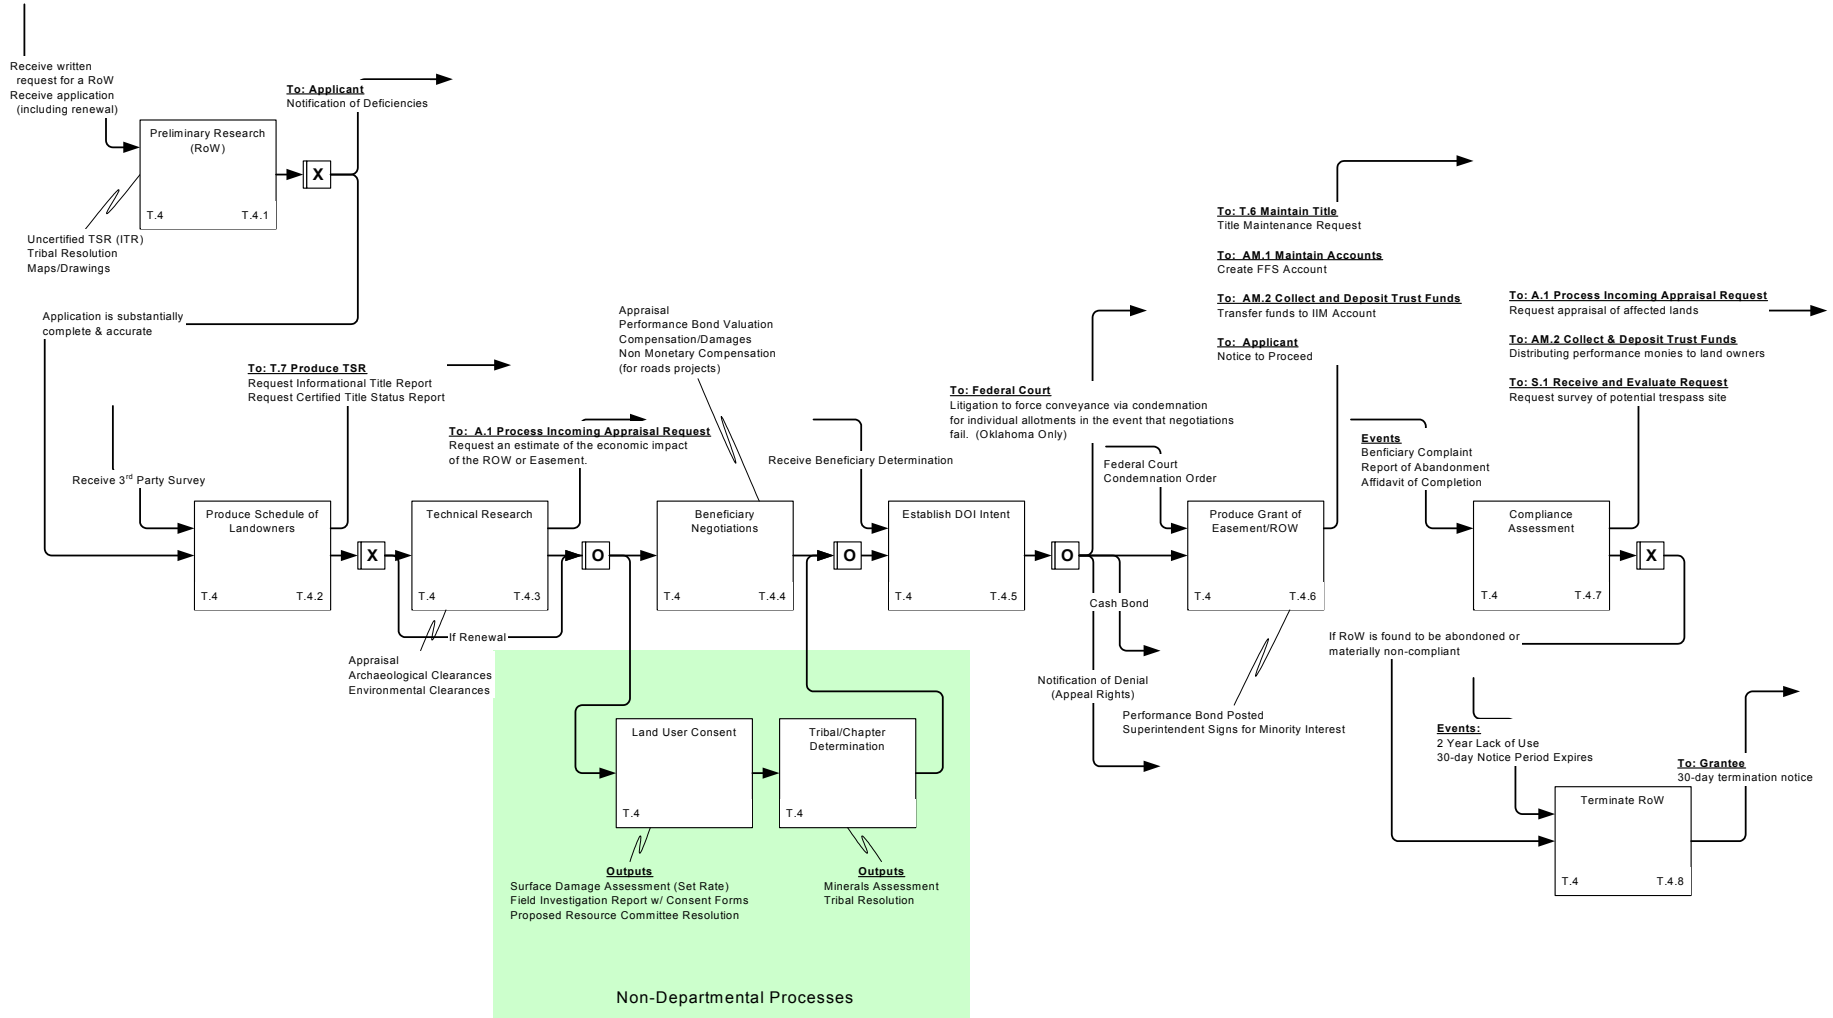 Receive written
request for a RoW
Receive application
(including renewal)
To: Applicant
Notification of Deficiencies
Preliminary Research
(RoW)
X
T.4
T.4.1
Uncertified TSR (ITR)
Tribal Resolution
Maps/Drawings
Application is substantially
complete & accurate
To: T.7 Produce TSR
Request Informational Title Report
Request Certified Title Status Report
Receive 3rd Party Survey
Produce Schedule of
Landowners
T.4
T.4.2
X
To: A.1 Process Incoming Appraisal Request
Request an estimate of the economic impact
of the ROW or Easement.
Technical Research
T.4
T.4.3
If Renewal
Appraisal
Archaeological Clearances
Environmental Clearances
O
Appraisal
Performance Bond Valuation
Compensation/Damages
Non Monetary Compensation
(for roads projects)
Beneficiary
Negotiations
T.4
T.4.4
O
Receive Beneficiary Determination
Establish DOI Intent
T.4
T.4.5
O
To: Federal Court
Litigation to force conveyance via condemnation
for individual allotments in the event that negotiations
fail. (Oklahoma Only)
Federal Court
Condemnation Order
Cash Bond
Notification of Denial
(Appeal Rights)
To: T.6 Maintain Title
Title Maintenance Request
To: AM.1 Maintain Accounts
Create FFS Account
To: AM.2 Collect and Deposit Trust Funds
Transfer funds to IIM Account
To: Applicant
Notice to Proceed
Produce Grant of
Easement/ROW
T.4
T.4.6
Performance Bond Posted
Superintendent Signs for Minority Interest
Events
Benficiary Complaint
Report of Abandonment
Affidavit of Completion
To: A.1 Process Incoming Appraisal Request
Request appraisal of affected lands
To: AM.2 Collect & Deposit Trust Funds
Distributing performance monies to land owners
To: S.1 Receive and Evaluate Request
Request survey of potential trespass site
Compliance
Assessment
T.4
T.4.7
X
If RoW is found to be abondoned or
materially non-compliant
Events:
2 Year Lack of Use
30-day Notice Period Expires
To: Grantee
30-day termination notice
Terminate RoW
T.4
T.4.8
Land User Consent
T.4
Tribal/Chapter
Determination
T.4
Outputs
Surface Damage Assessment (Set Rate)
Field Investigation Report w/ Consent Forms
Proposed Resource Committee Resolution
Outputs
Minerals Assessment
Tribal Resolution
Non-Departmental Processes